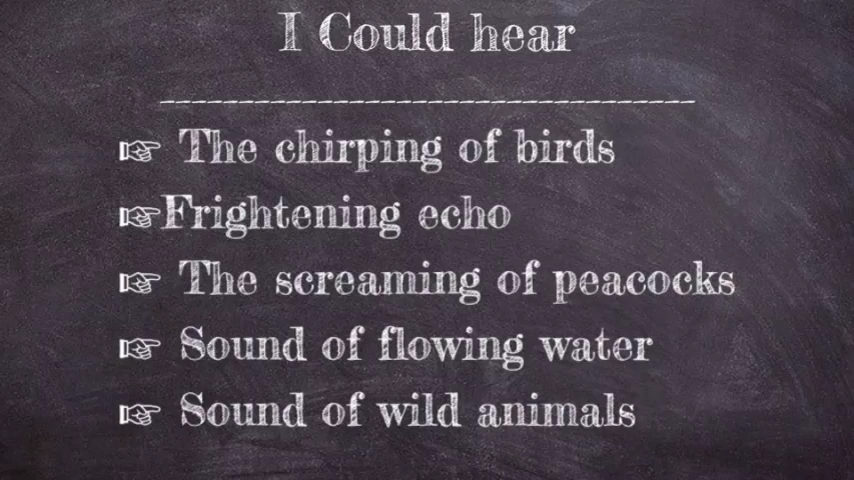 I Could hear
☞ The chirping of birds
☞Frightening echo
☞ The screaming of peacocks
☞ Sound of flowing water
☞ Sound of wild animals